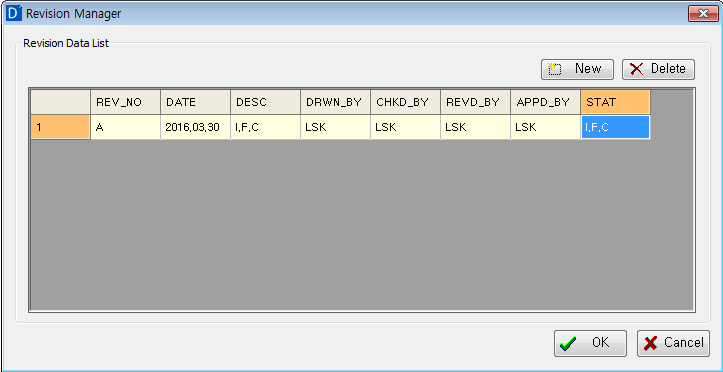 D Revision Manager
Revision Data List
New Delete
REV_NO DATE DESC DRWN_BY CHKD_BY REVD_BY APPD_BY STAT
1 A 2016,03,30 I,F,C LSK LSK LSK LSK I,F,C
OK Cancel